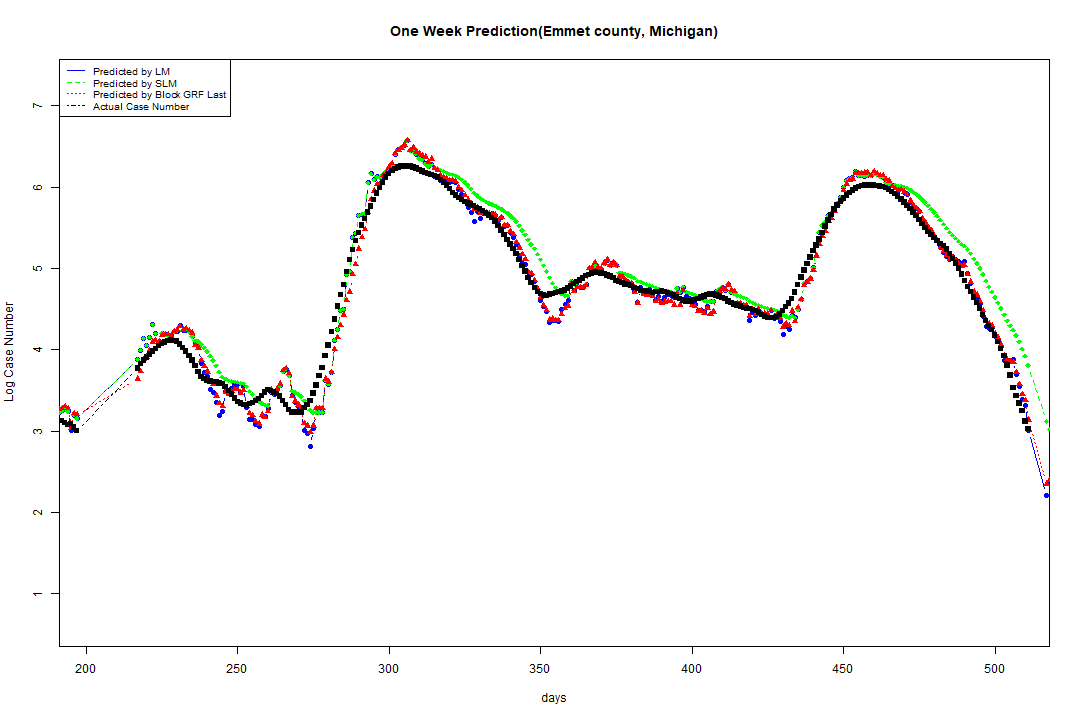 One Week Prediction(Emmet county, Michigan)
Predicted by LM
Predicted by SLM
Predicted by Block GRF Last
Actual Case Number
7
6
5
4
3
2
1
Log Case Number
200 250 300 350 400 450 500
days